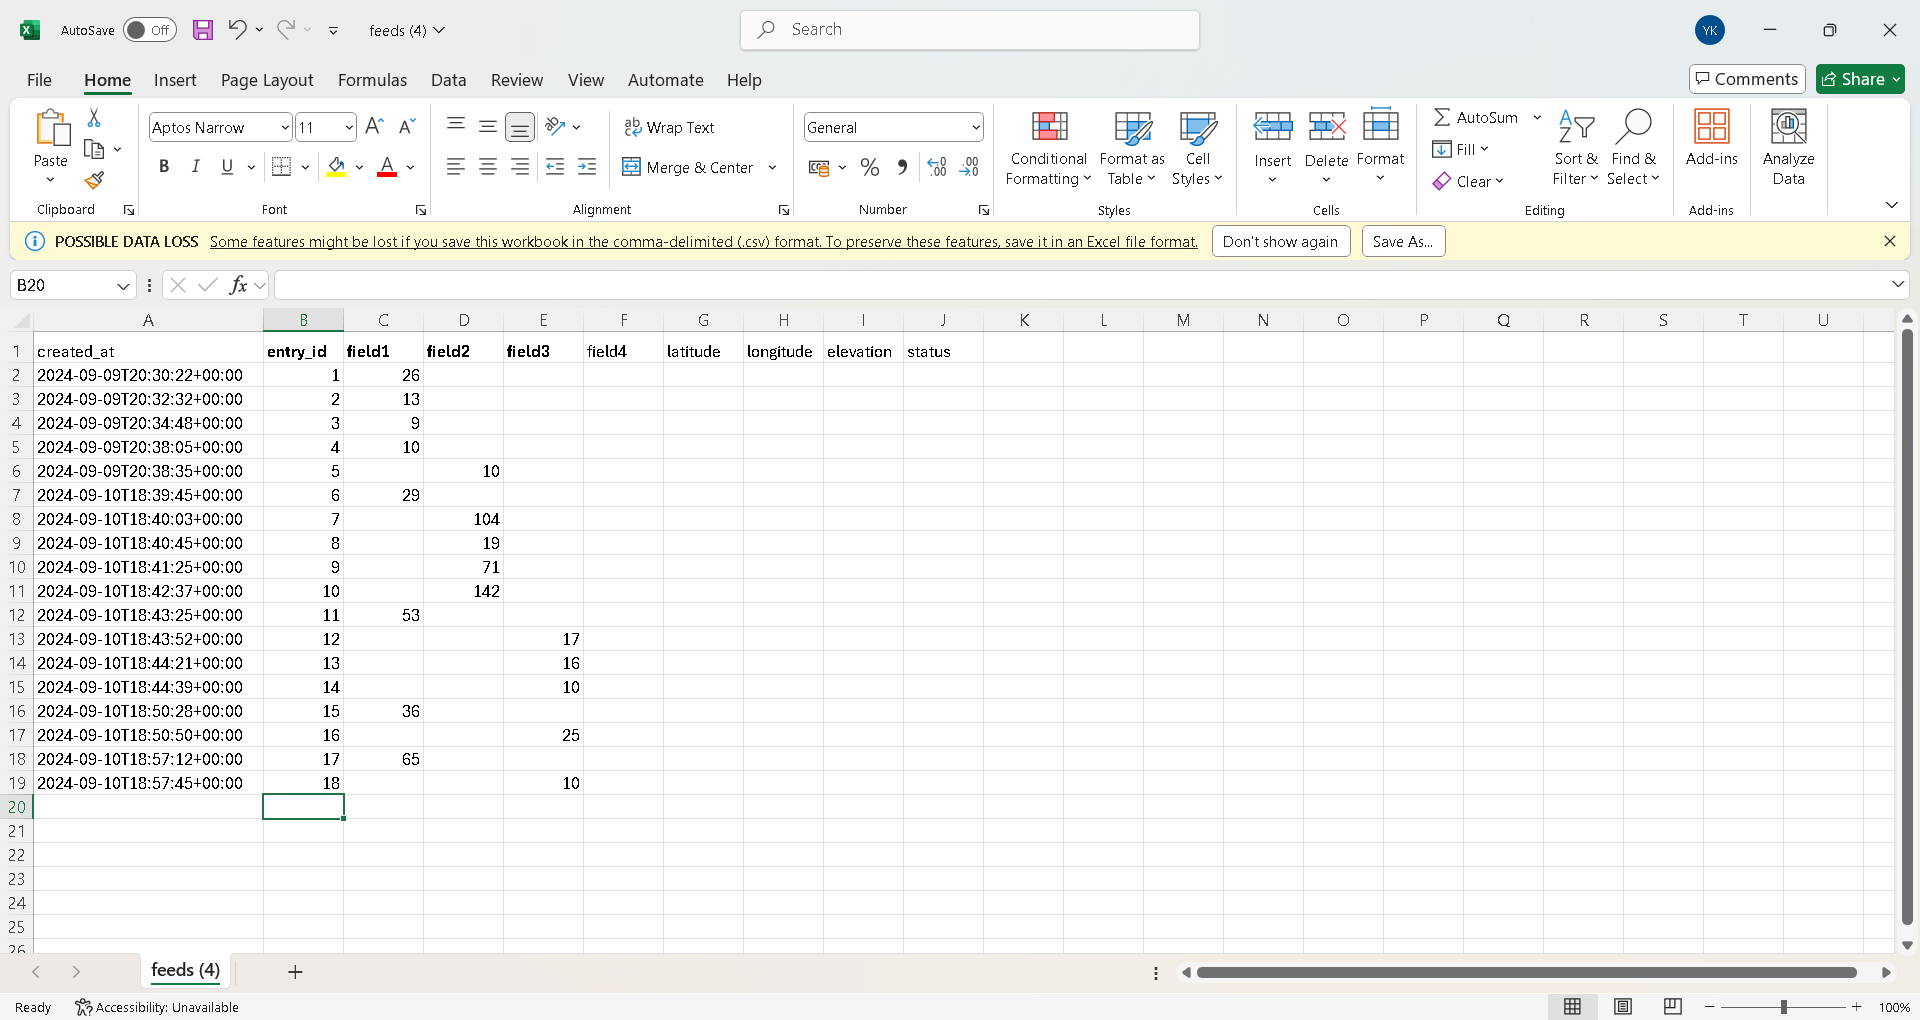 AutoSave Off feeds (4) Search YK
File Home Insert Page Layout Formulas Data Review View Automate Help Comments Share
Paste Aptos Narrow 11 Wrap Text General Conditional Formatting Format as Table Cell Styles Insert Delete Format AutoSum Sort & Filter Find & Select Add-ins Analyze Data
B I U A Merge & Center % Fill
Clear
Clipboard Font Alignment Number Styles Cells Editing Add-ins
POSSIBLE DATA LOSS Some features might be lost if you save this workbook in the comma-delimited (.csv) format. To preserve these features, save it in an Excel file format. Don't show again Save As...
B20 fx
A B C D E F G H I J K L M N O P Q R S T U
1 created_at entry_id field1 field2 field3 field4 latitude longitude elevation status
2 2024-09-09T20:30:22+00:00 1 26
3 2024-09-09T20:32:32+00:00 2 13
4 2024-09-09T20:34:48+00:00 3 9
5 2024-09-09T20:38:05+00:00 4 10
6 2024-09-09T20:38:35+00:00 5 10
7 2024-09-10T18:39:45+00:00 6 29
8 2024-09-10T18:40:03+00:00 7 104
9 2024-09-10T18:40:45+00:00 8 19
10 2024-09-10T18:41:25+00:00 9 71
11 2024-09-10T18:42:37+00:00 10 142
12 2024-09-10T18:43:25+00:00 11 53
13 2024-09-10T18:43:52+00:00 12 17
14 2024-09-10T18:44:21+00:00 13 16
15 2024-09-10T18:44:39+00:00 14 10
16 2024-09-10T18:50:28+00:00 15 36
17 2024-09-10T18:50:50+00:00 16 25
18 2024-09-10T18:57:12+00:00 17 65
19 2024-09-10T18:57:45+00:00 18 10
20
21
22
23
24
25
26
feeds (4)
Ready Accessibility: Unavailable 100%